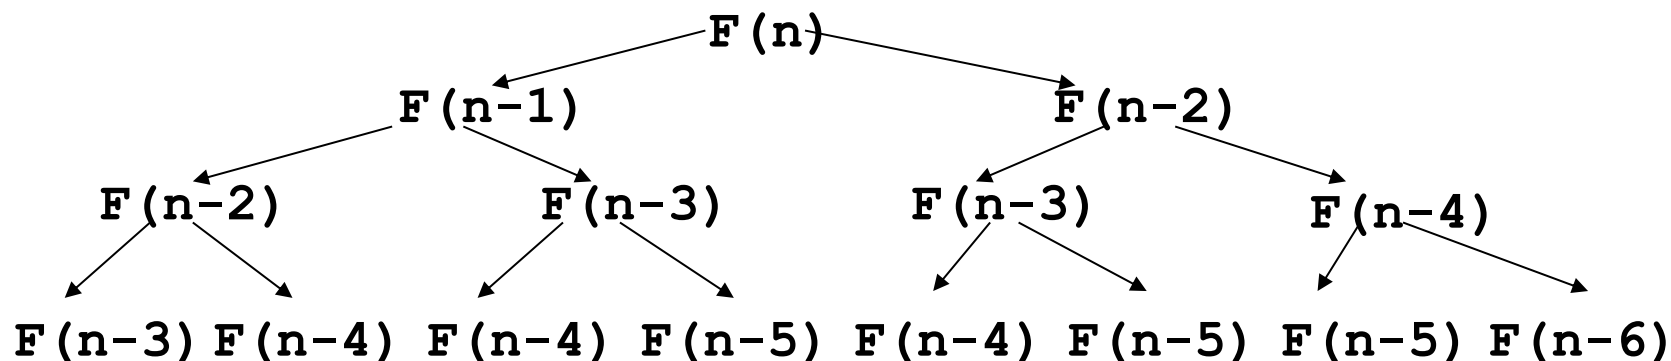 F(n)
F(n-1) F(n-2)
F(n-2) F(n-3) F(n-3) F(n-4)
F(n-3) F(n-4) F(n-4) F(n-5) F(n-4) F(n-5) F(n-5) F(n-6)